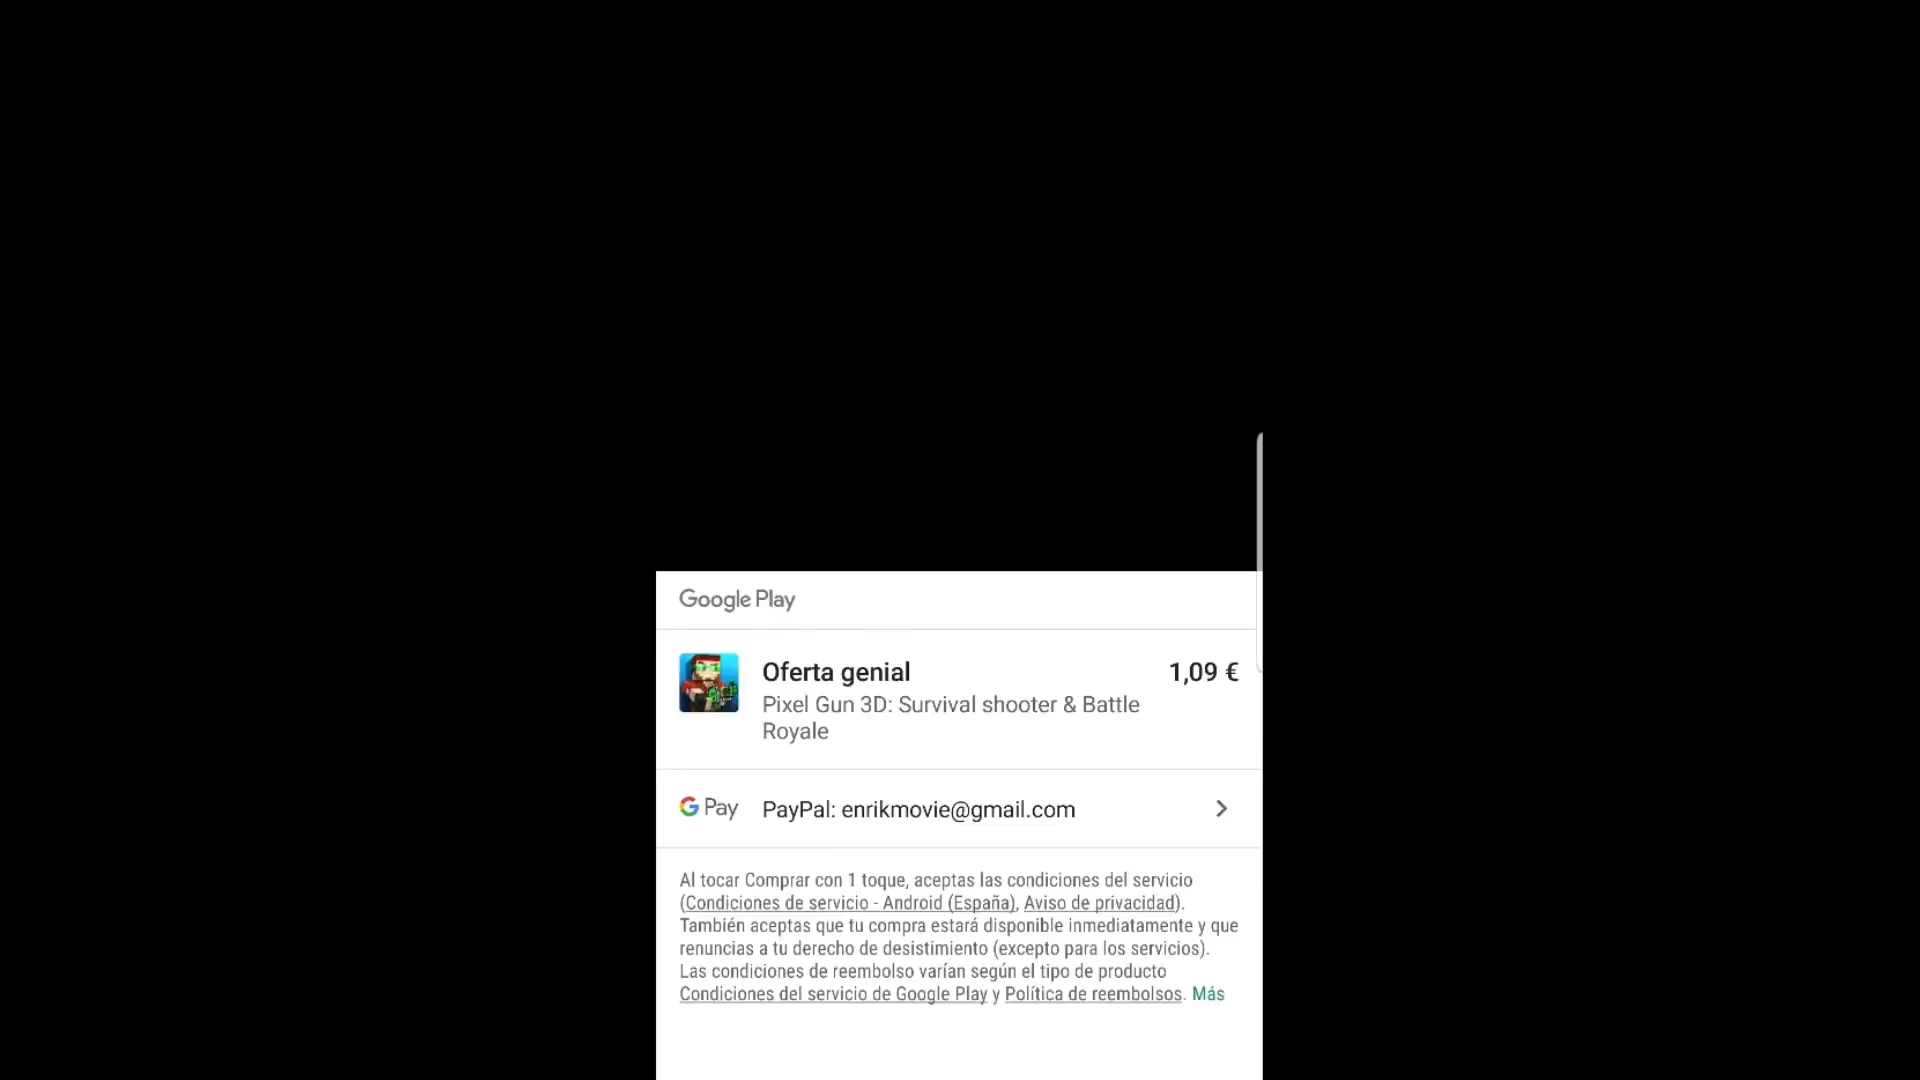 Google Play
Oferta genial
1,09 €
Pixel Gun 3D: Survival shooter & Battle
Royale
G Pay
PayPal: enrikmovie@gmail.com
Al tocar Comprar con 1 toque, aceptas las condiciones del servicio
(Condiciones de servicio - Android (España), Aviso de privacidad).
También aceptas que tu compra estará disponible inmediatamente y que
renuncias a tu derecho de desistimiento (excepto para los servicios).
Las condiciones de reembolso varían según el tipo de producto
Condiciones del servicio de Google Play y Política de reembolsos. Más